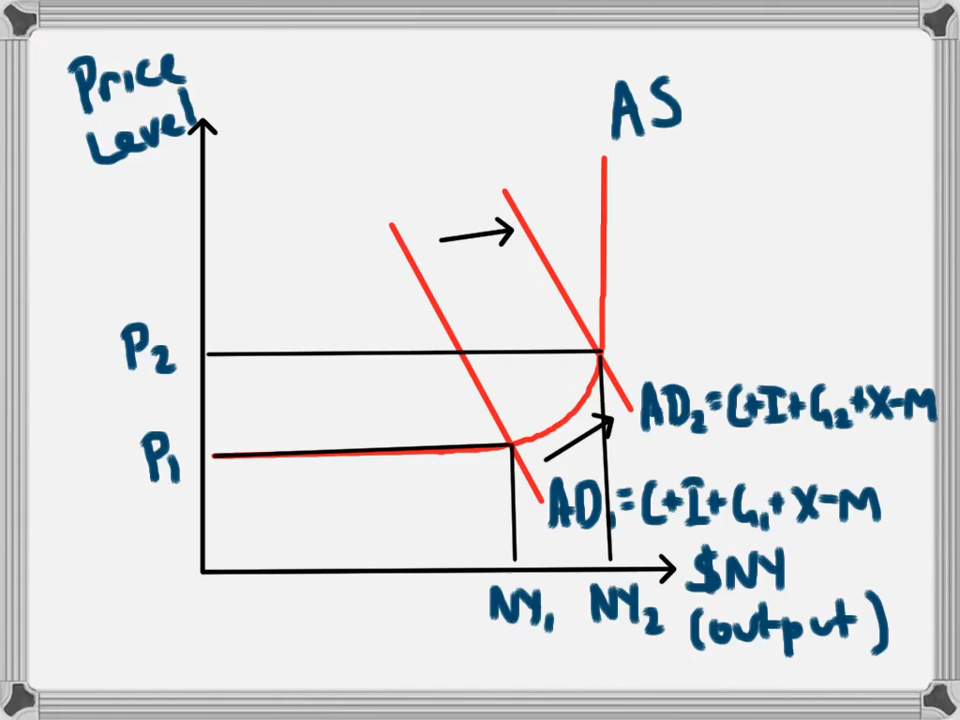 Price
Level
AS
P₂
AD₂=C+I+G₂+X-M
P₁
AD₁=C+I+G₁+X-M
$NY
(output)
NY₁ NY₂